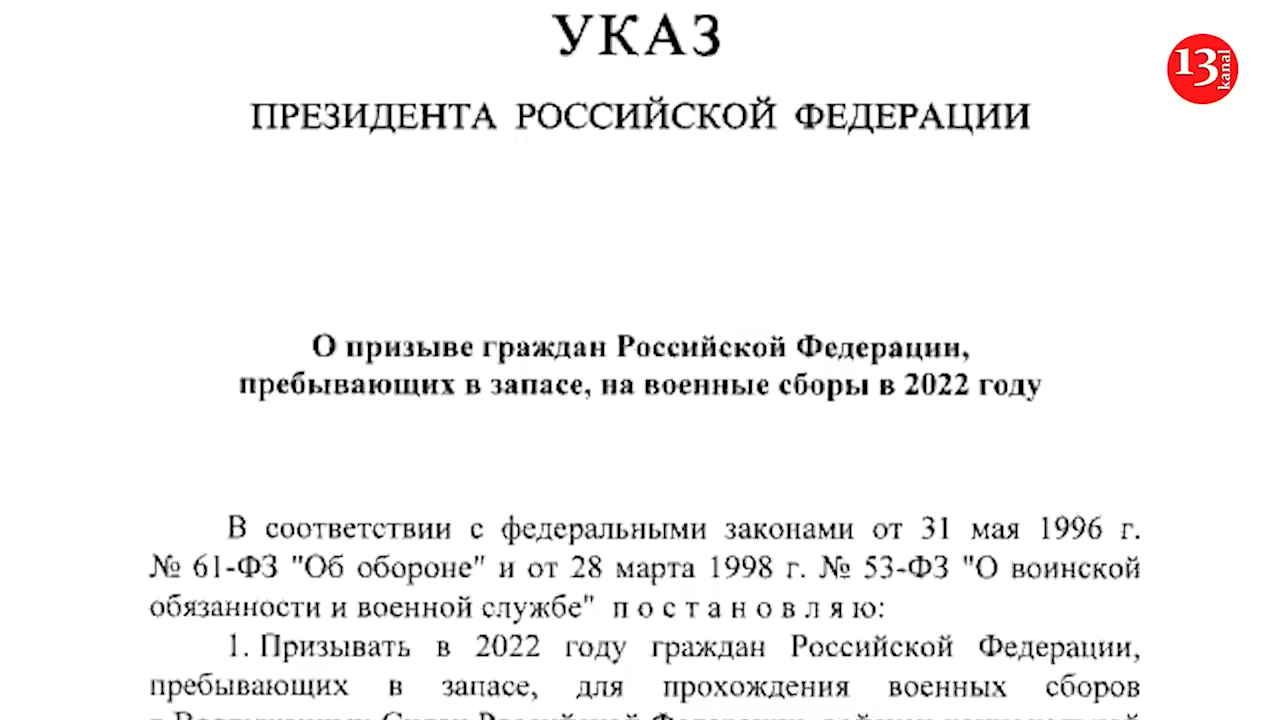 УКАЗ
ПРЕЗИДЕНТА РОССИЙСКОЙ ФЕДЕРАЦИИ
О призыве граждан Российской Федерации,
пребывающих в запасе, на военные сборы в 2022 году
В соответствии с федеральными законами от 31 мая 1996 г.
№ 61-ФЗ "Об обороне" и от 28 марта 1998 г. № 53-ФЗ "О воинской
обязанности и военной службе" п о с т а н о в л я ю:
1. Призывать в 2022 году граждан Российской Федерации,
пребывающих в запасе, для прохождения военных сборов
13 kanal